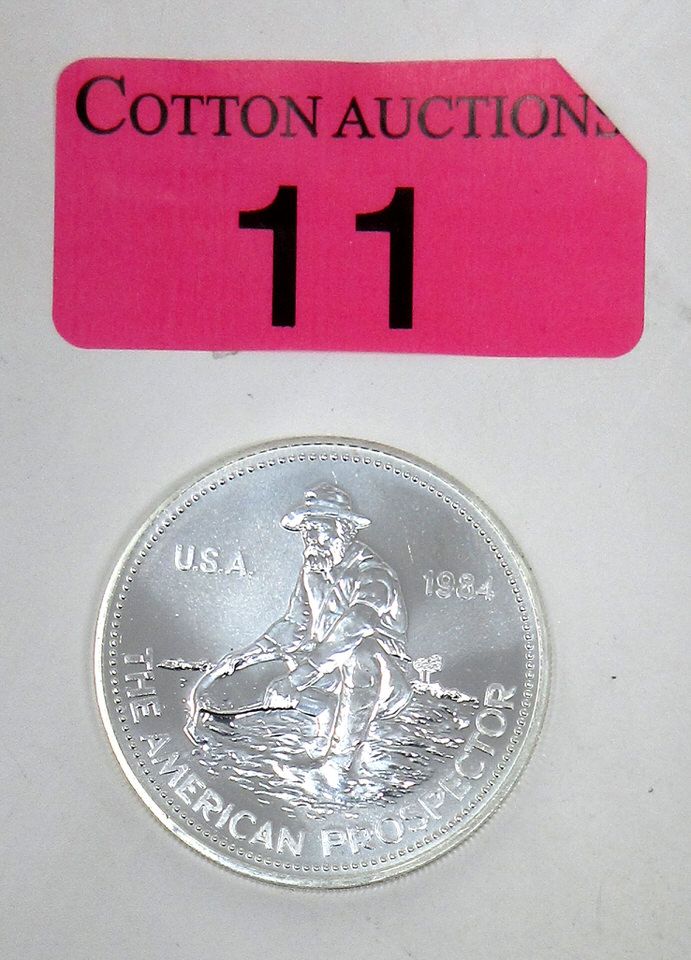 COTTON AUCTIONS
11
U.S.A.
1984
THE AMERICAN PROSPECTOR